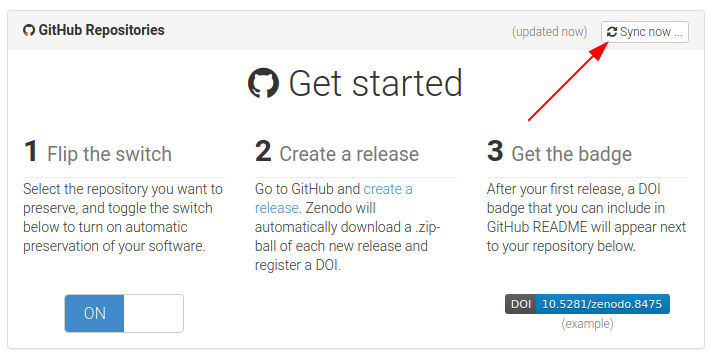 GitHub Repositories (updated now) Sync now ...
Get started
1 Flip the switch
Select the repository you want to
preserve, and toggle the switch
below to turn on automatic
preservation of your software.
ON
2 Create a release
Go to GitHub and create a
release. Zenodo will
automatically download a .zip-
ball of each new release and
register a DOI.
3 Get the badge
After your first release, a DOI
badge that you can include in
GitHub README will appear next
to your repository below.
DOI 10.5281/zenodo.8475
(example)